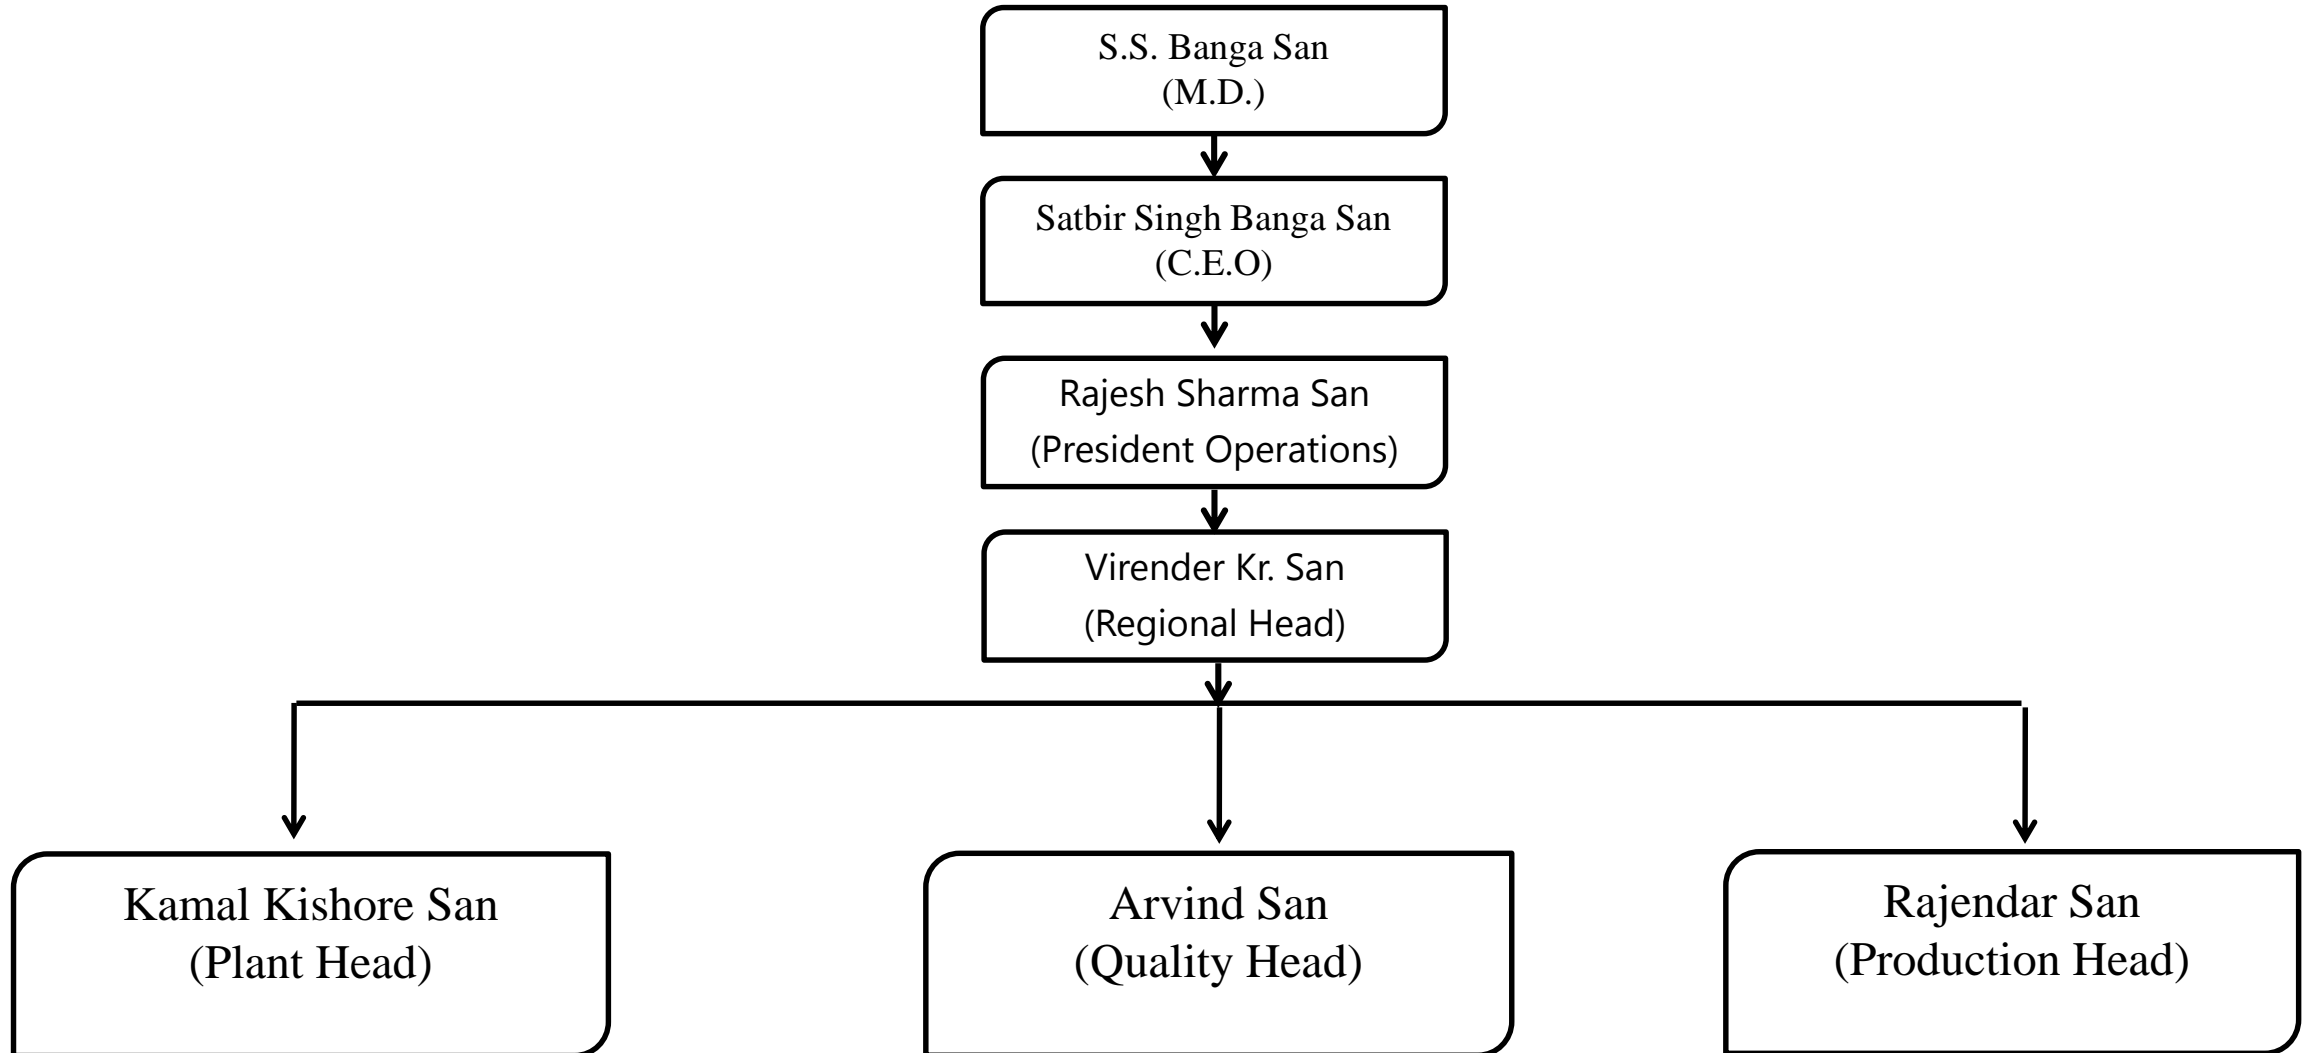 S.S. Banga San
(M.D.)
Satbir Singh Banga San
(C.E.O)
Rajesh Sharma San
(President Operations)
Virender Kr. San
(Regional Head)
Kamal Kishore San
(Plant Head)
Arvind San
(Quality Head)
Rajendar San
(Production Head)